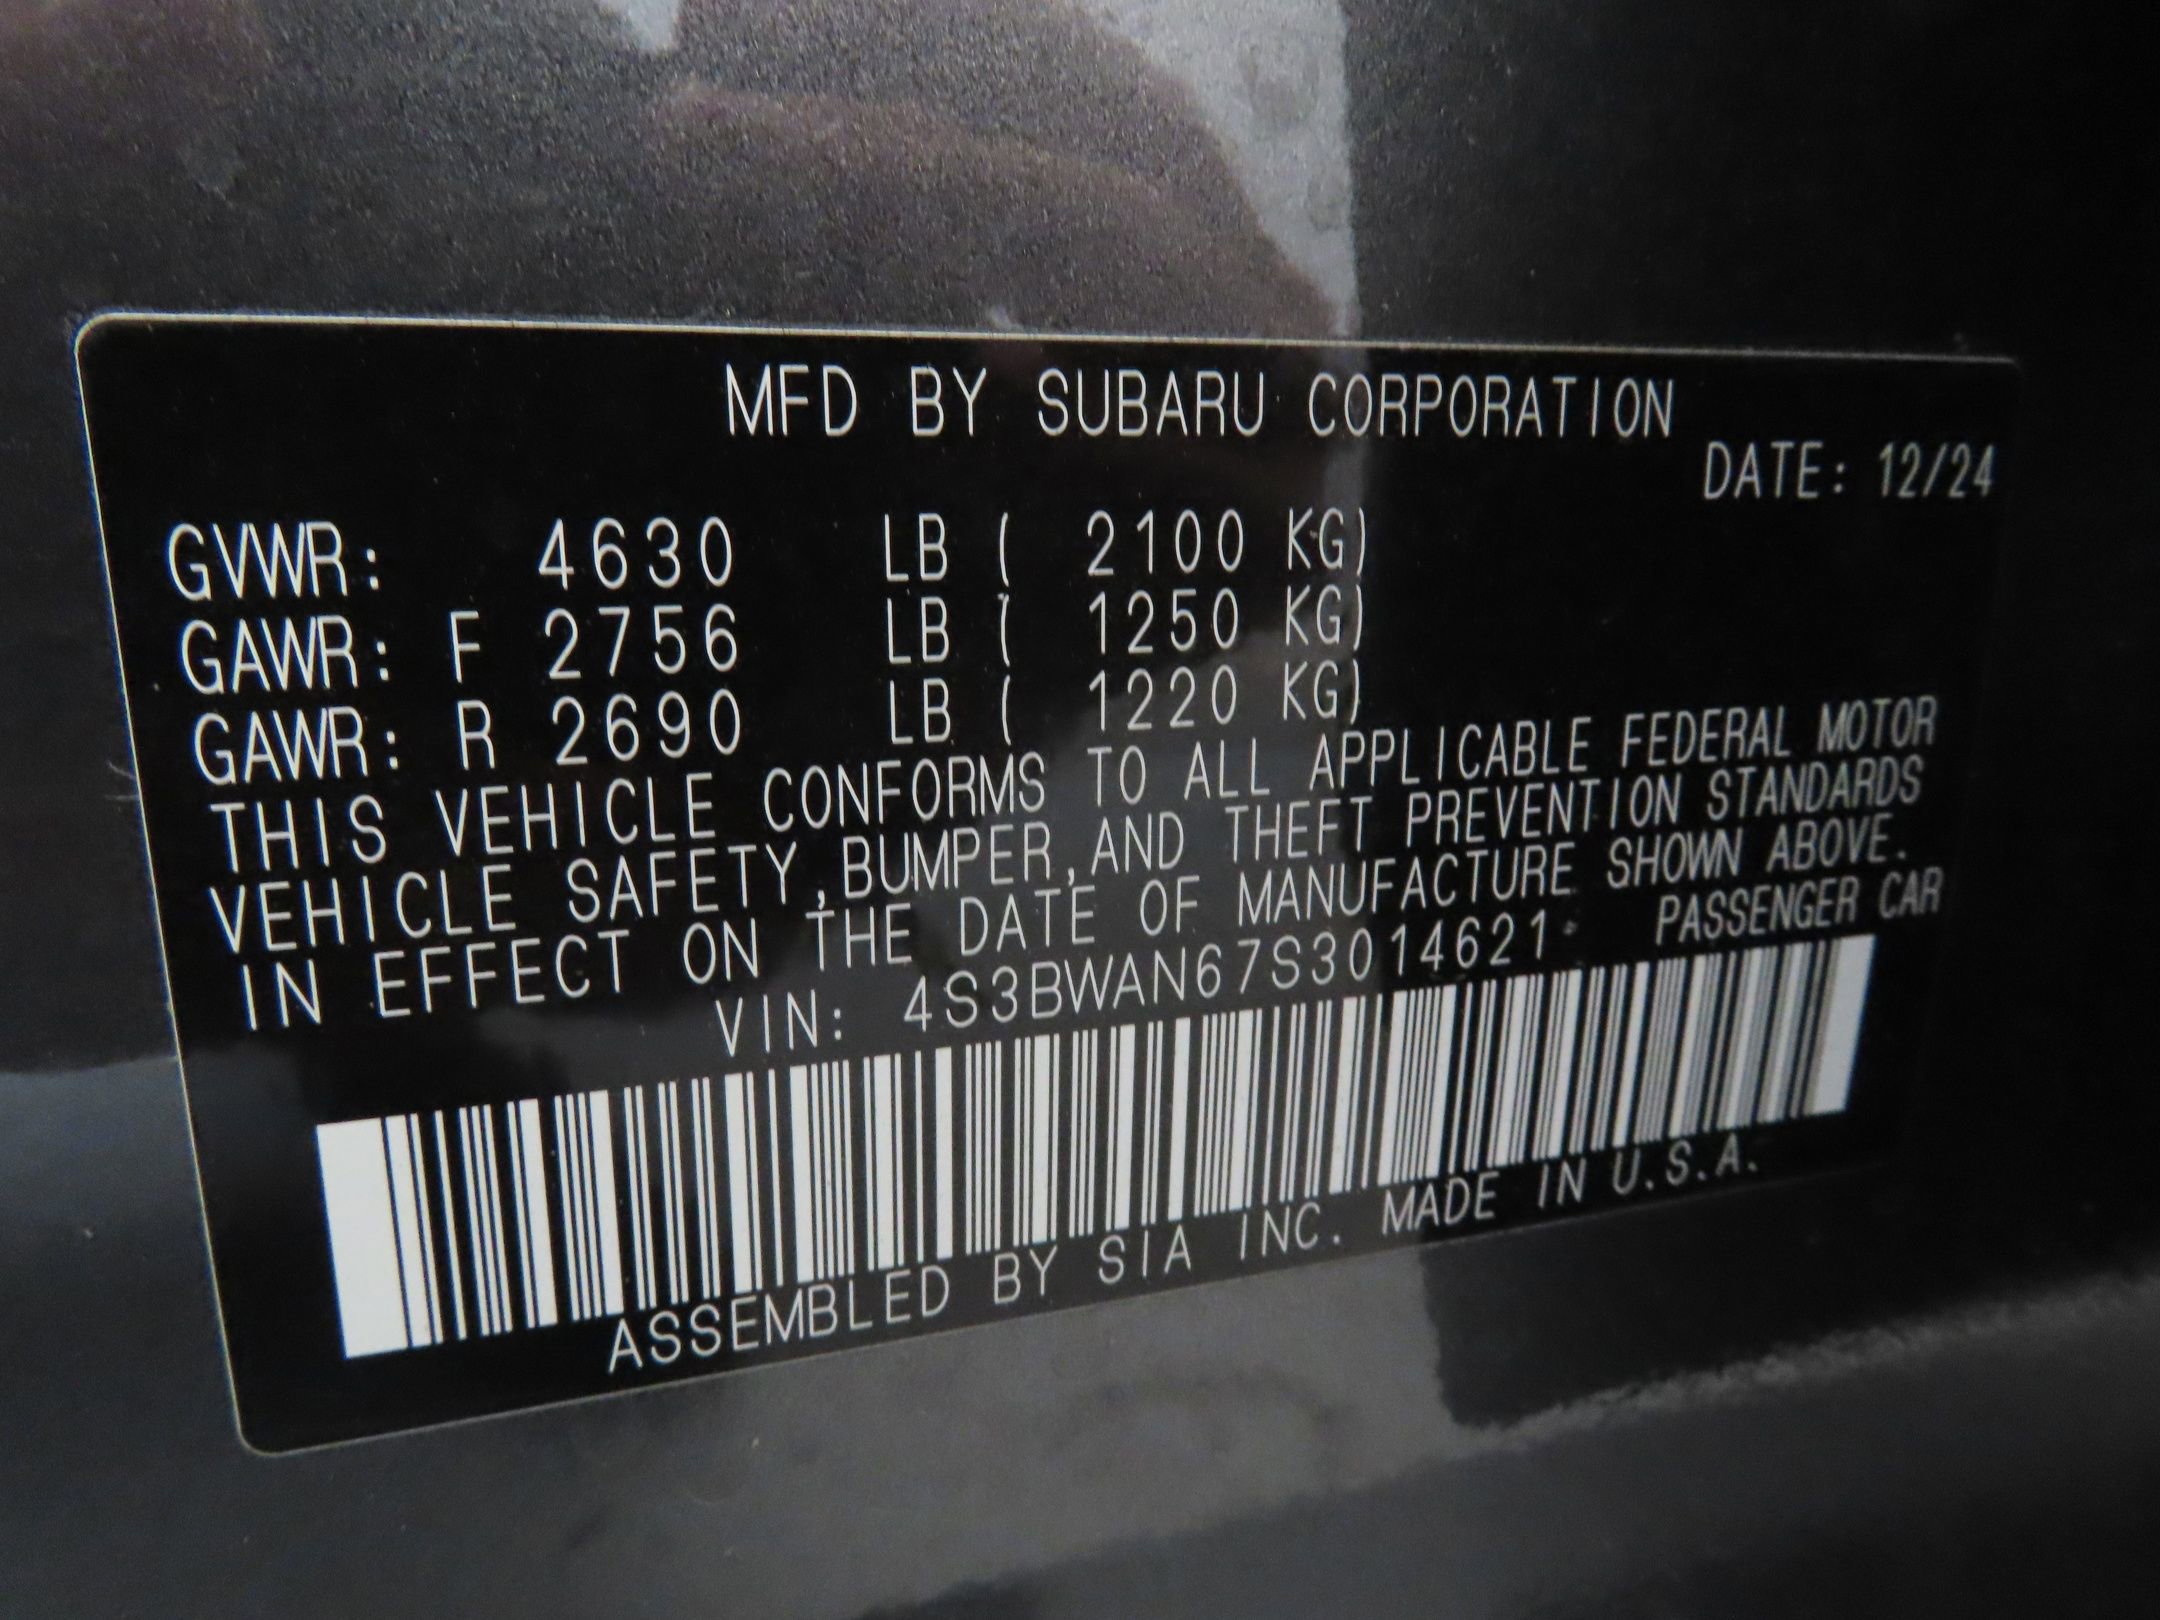 MFD BY SUBARU CORPORATION
DATE: 12/24
GVWR: 4630 LB ( 2100 KG)
GAWR: F 2756 LB ( 1250 KG)
GAWR: R 2690 LB ( 1220 KG)
THIS VEHICLE CONFORMS TO ALL APPLICABLE FEDERAL MOTOR
VEHICLE SAFETY,BUMPER,AND THEFT PREVENTION STANDARDS
IN EFFECT ON THE DATE OF MANUFACTURE SHOWN ABOVE.
VIN: 4S3BWAN67S3014621 PASSENGER CAR
ASSEMBLED BY SIA INC. MADE IN U.S.A.